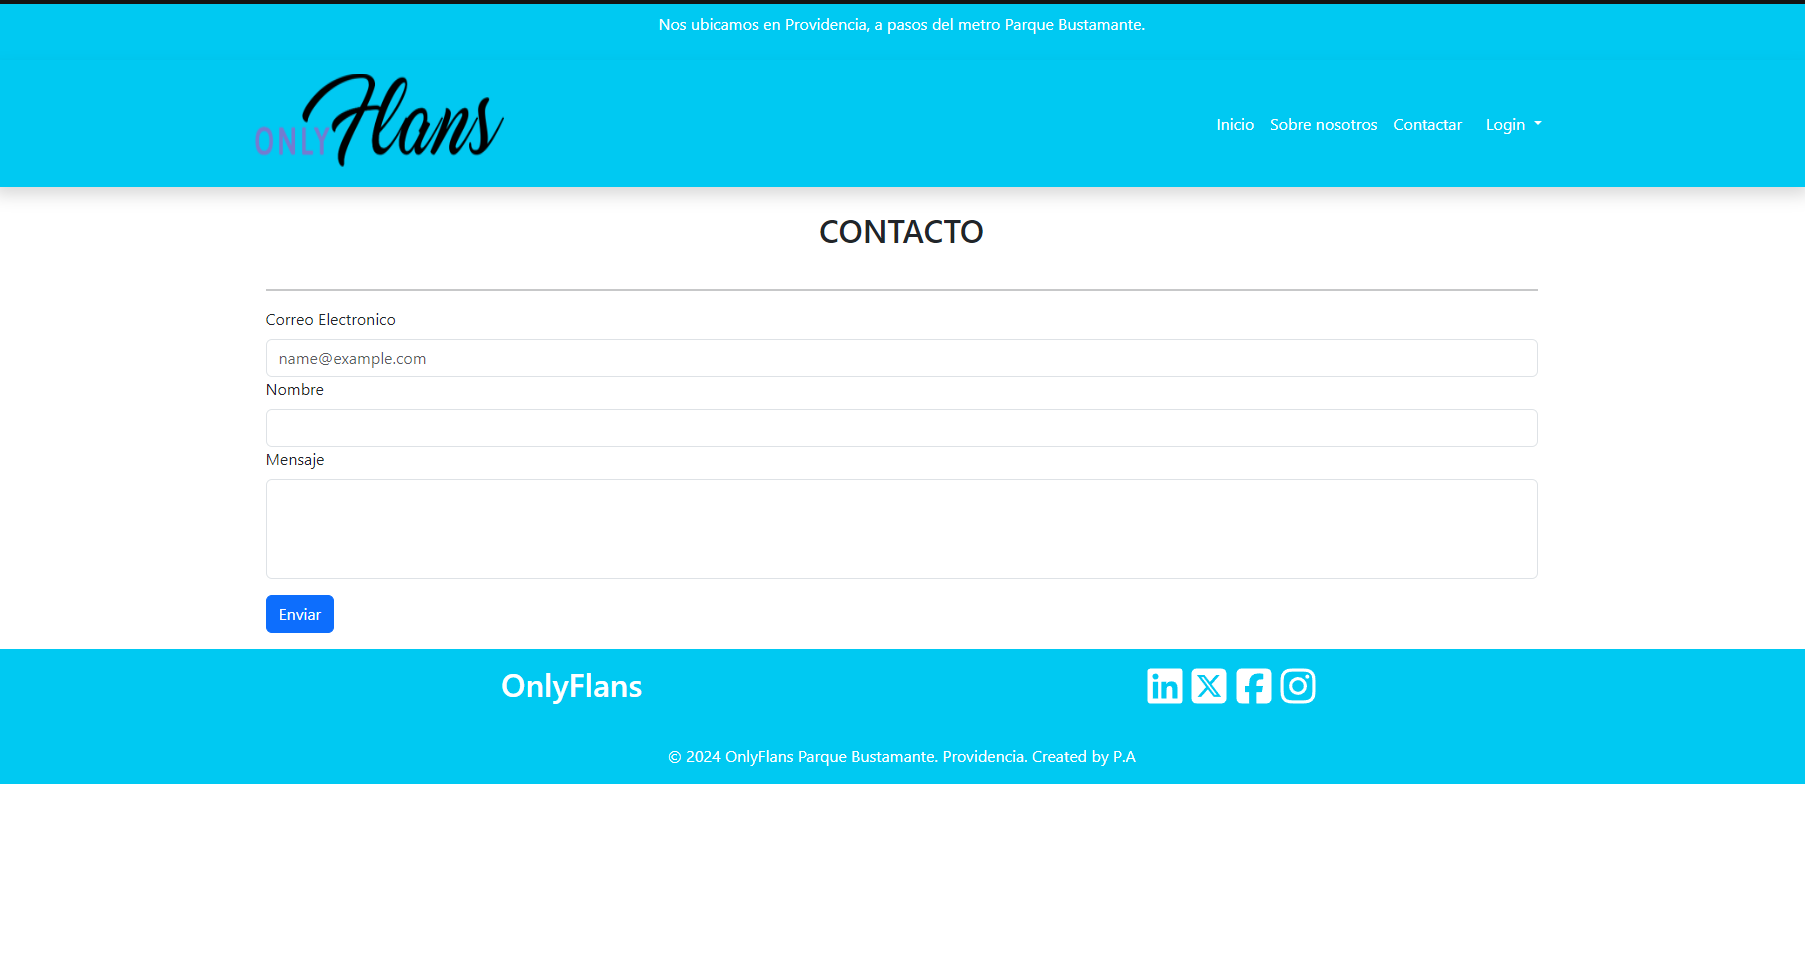 Nos ubicamos en Providencia, a pasos del metro Parque Bustamante.
ONLY Flans
Inicio Sobre nosotros Contactar Login
CONTACTO
Correo Electronico
name@example.com
Nombre
Mensaje
Enviar
OnlyFlans
© 2024 OnlyFlans Parque Bustamante. Providencia. Created by P.A